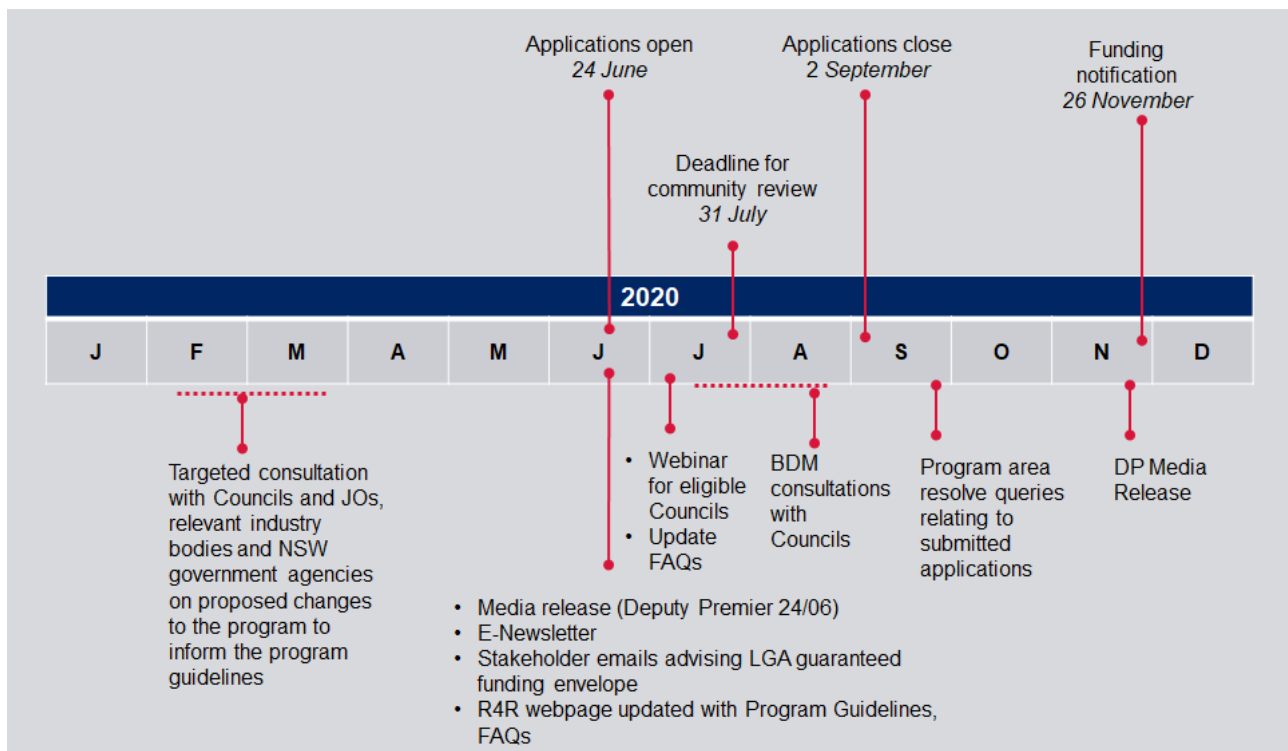 Applications open
24 June
Applications close
2 September
Funding
notification
26 November
Deadline for
community review
31 July
2020
J F M A M J J A S O N D
Targeted consultation
with Councils and JOs,
relevant industry
bodies and NSW
government agencies
on proposed changes
to the program to
inform the program
guidelines
• Webinar
for eligible
Councils
• Update
FAQs
BDM
consultations
with
Councils
Program area
resolve queries
relating to
submitted
applications
DP Media
Release
• Media release (Deputy Premier 24/06)
• E-Newsletter
• Stakeholder emails advising LGA guaranteed
funding envelope
• R4R webpage updated with Program Guidelines,
FAQs